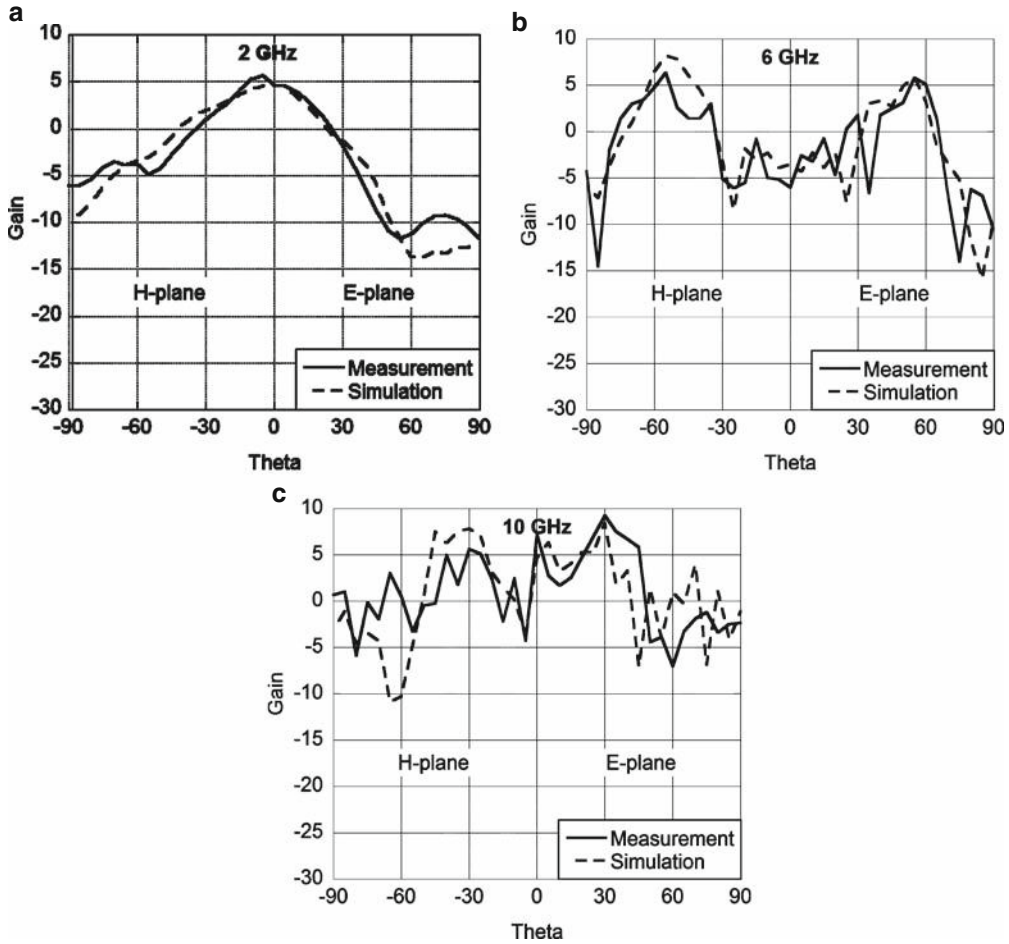 a
2 GHz
10
5
0
-5
-10
-15
-20
-25
-30
Gain
H-plane
E-plane
Measurement
Simulation
-90
-60
-30
0
30
60
90
Theta
b
6 GHz
10
5
0
-5
-10
-15
-20
-25
-30
Gain
H-plane
E-plane
Measurement
Simulation
-90
-60
-30
0
30
60
90
Theta
c
10 GHz
10
5
0
-5
-10
-15
-20
-25
-30
Gain
H-plane
E-plane
Measurement
Simulation
-90
-60
-30
0
30
60
90
Theta